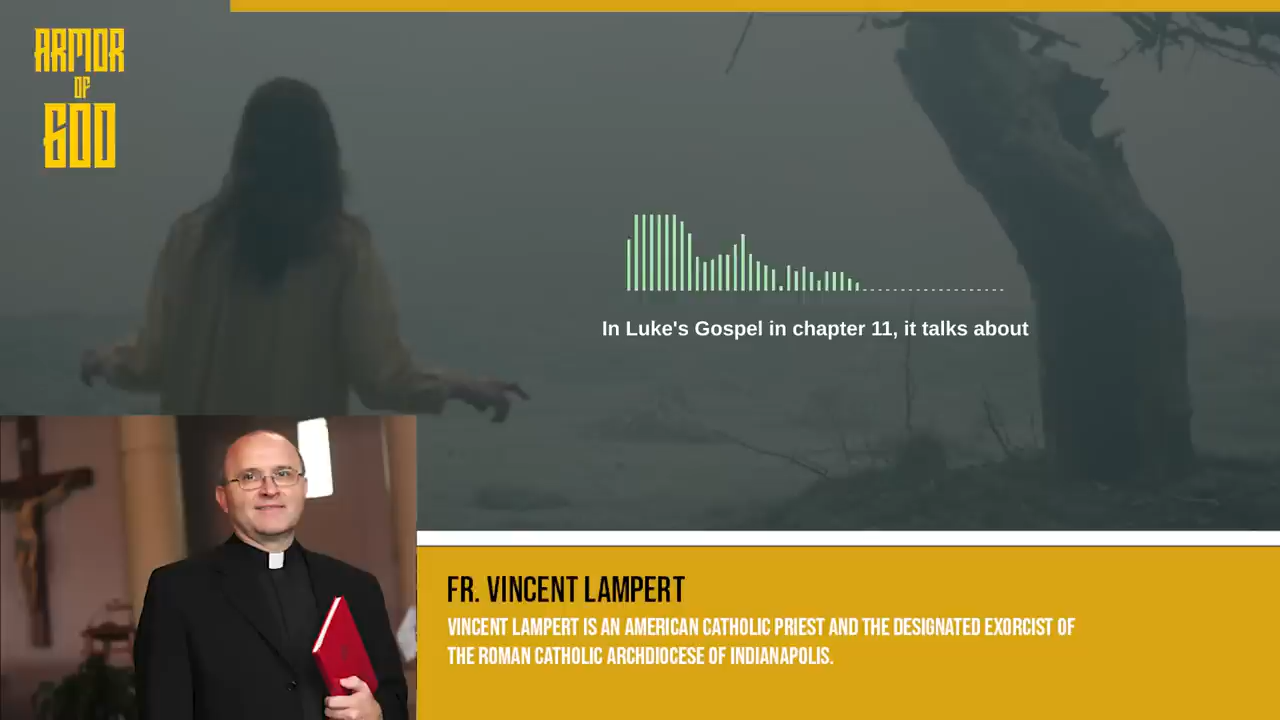 ARMOR
OF
GOD
In Luke's Gospel in chapter 11, it talks about
FR. VINCENT LAMPERT
VINCENT LAMPERT IS AN AMERICAN CATHOLIC PRIEST AND THE DESIGNATED EXORCIST OF
THE ROMAN CATHOLIC ARCHDIOCESE OF INDIANAPOLIS.